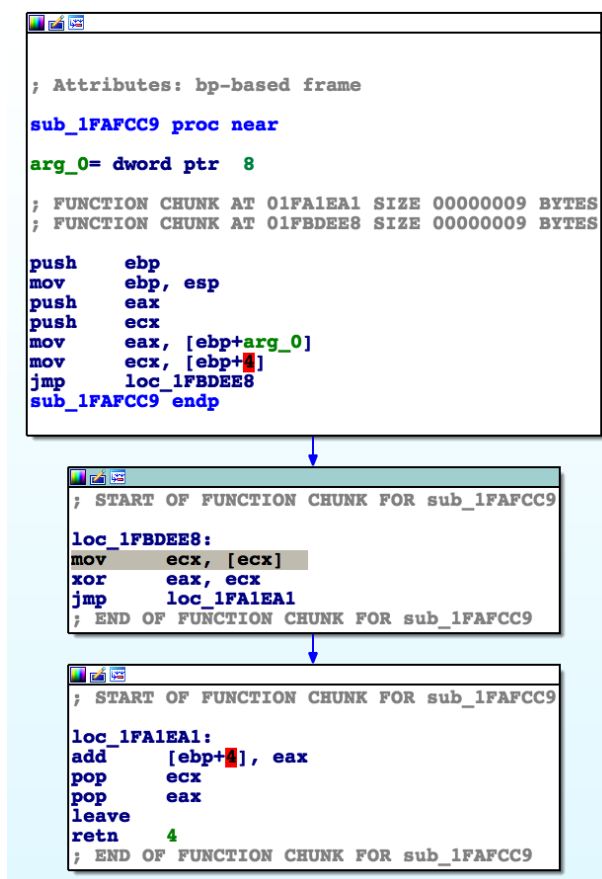 ; Attributes: bp-based frame
sub_1FAFCC9 proc near
arg_0= dword ptr  8
; FUNCTION CHUNK AT 01FA1EA1 SIZE 00000009 BYTES
; FUNCTION CHUNK AT 01FBDEE8 SIZE 00000009 BYTES
push    ebp
mov     ebp, esp
push    eax
push    ecx
mov     eax, [ebp+arg_0]
mov     ecx, [ebp+4]
jmp     loc_1FBDEE8
sub_1FAFCC9 endp
; START OF FUNCTION CHUNK FOR sub_1FAFCC9
loc_1FBDEE8:
mov     ecx, [ecx]
xor     eax, ecx
jmp     loc_1FA1EA1
; END OF FUNCTION CHUNK FOR sub_1FAFCC9
; START OF FUNCTION CHUNK FOR sub_1FAFCC9
loc_1FA1EA1:
add     [ebp+4], eax
pop     ecx
pop     eax
leave
retn    4
; END OF FUNCTION CHUNK FOR sub_1FAFCC9